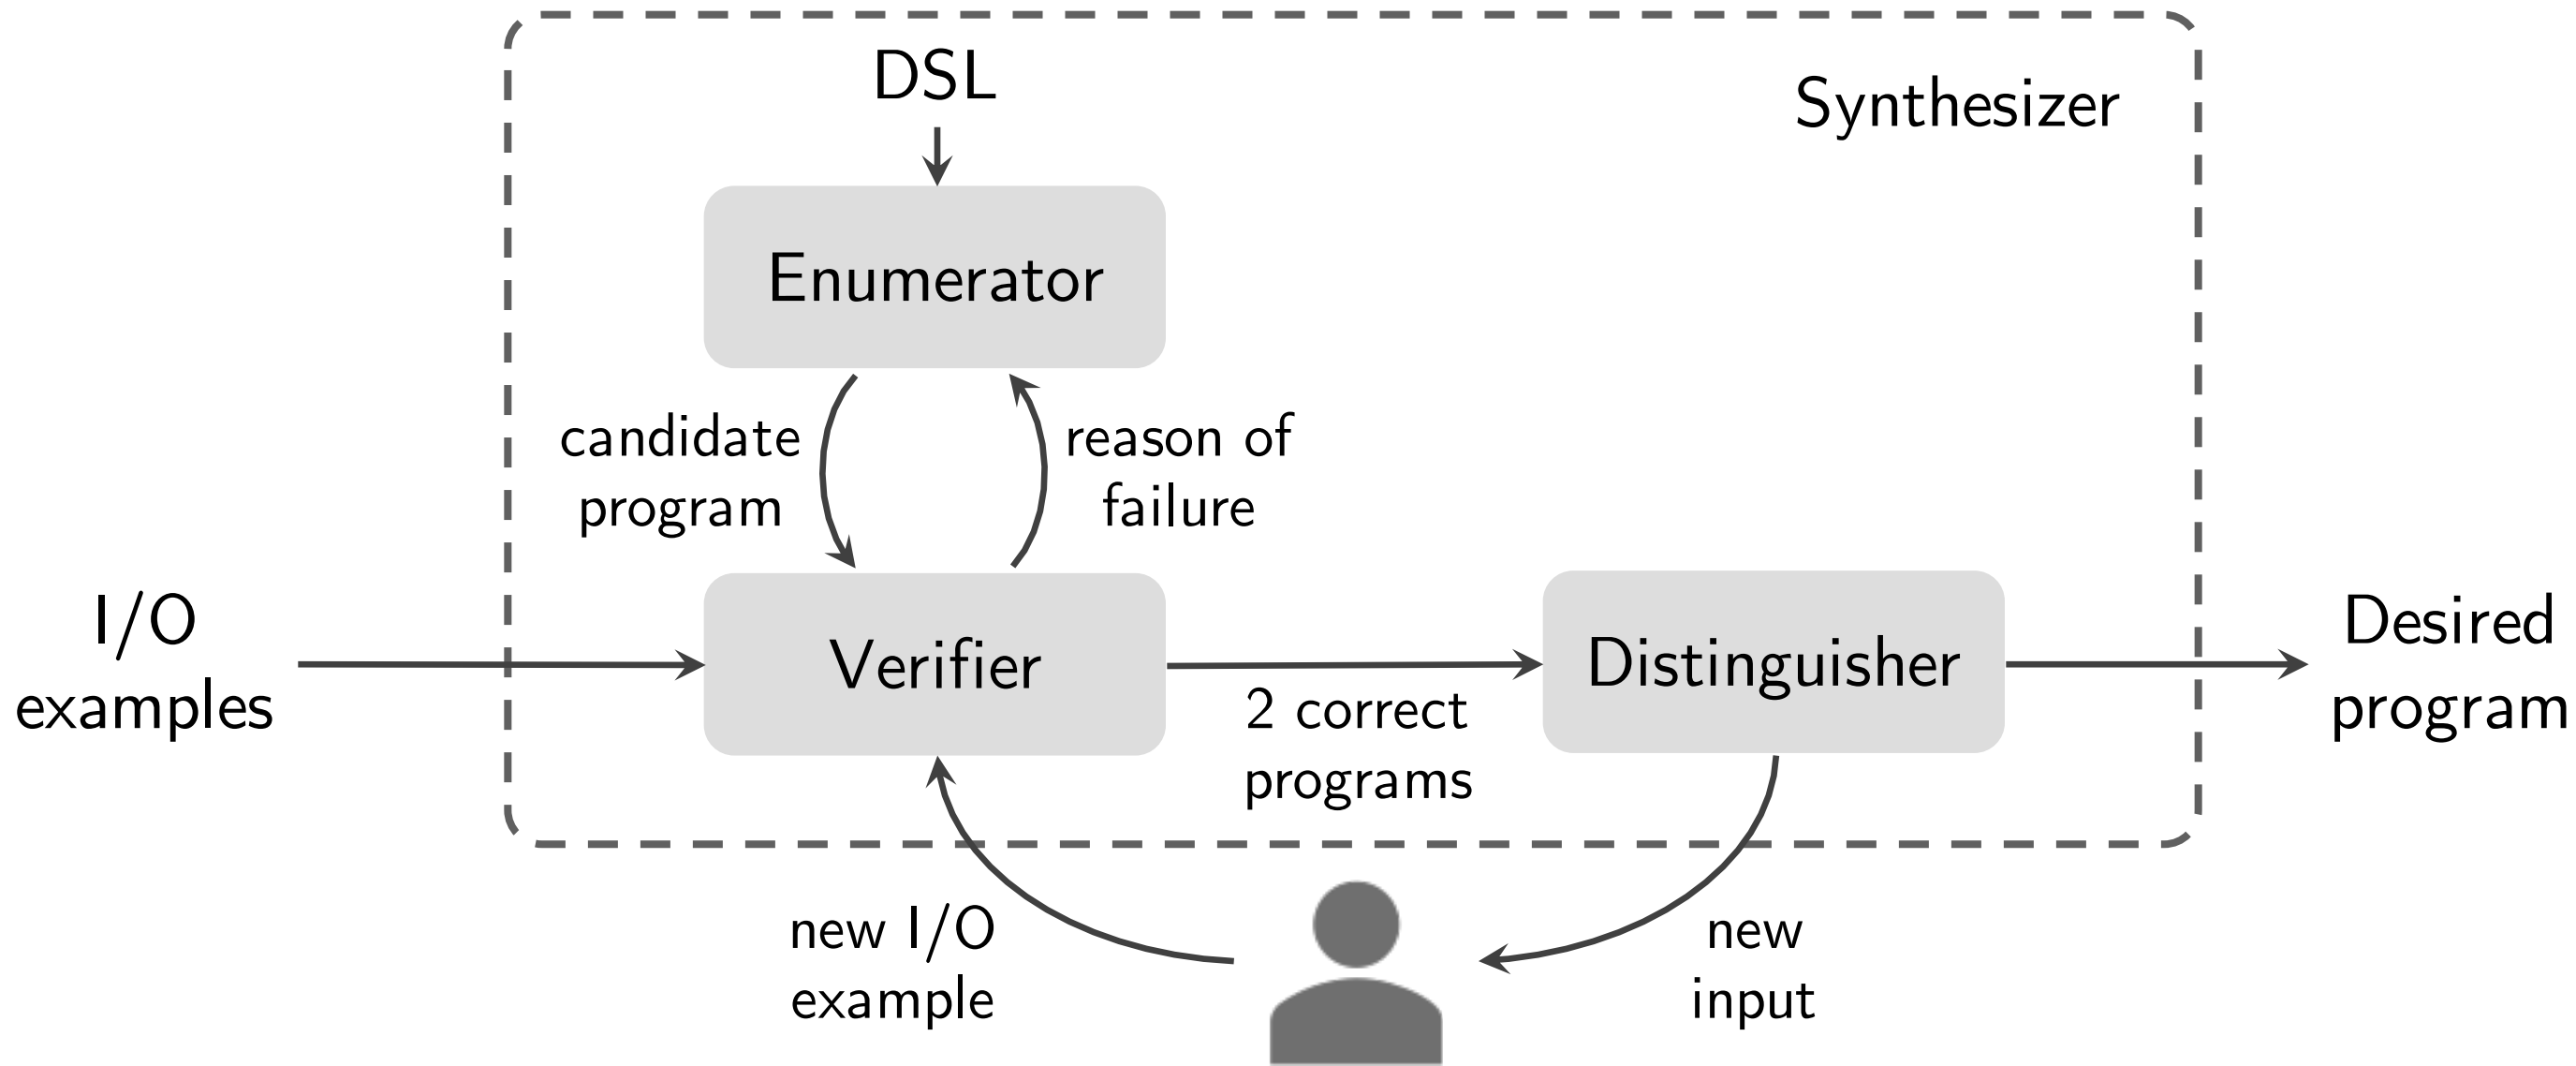 DSL
Synthesizer
Enumerator
candidate
program
reason of
failure
I/O
examples
Verifier
2 correct
programs
Distinguisher
Desired
program
new I/O
example
new
input